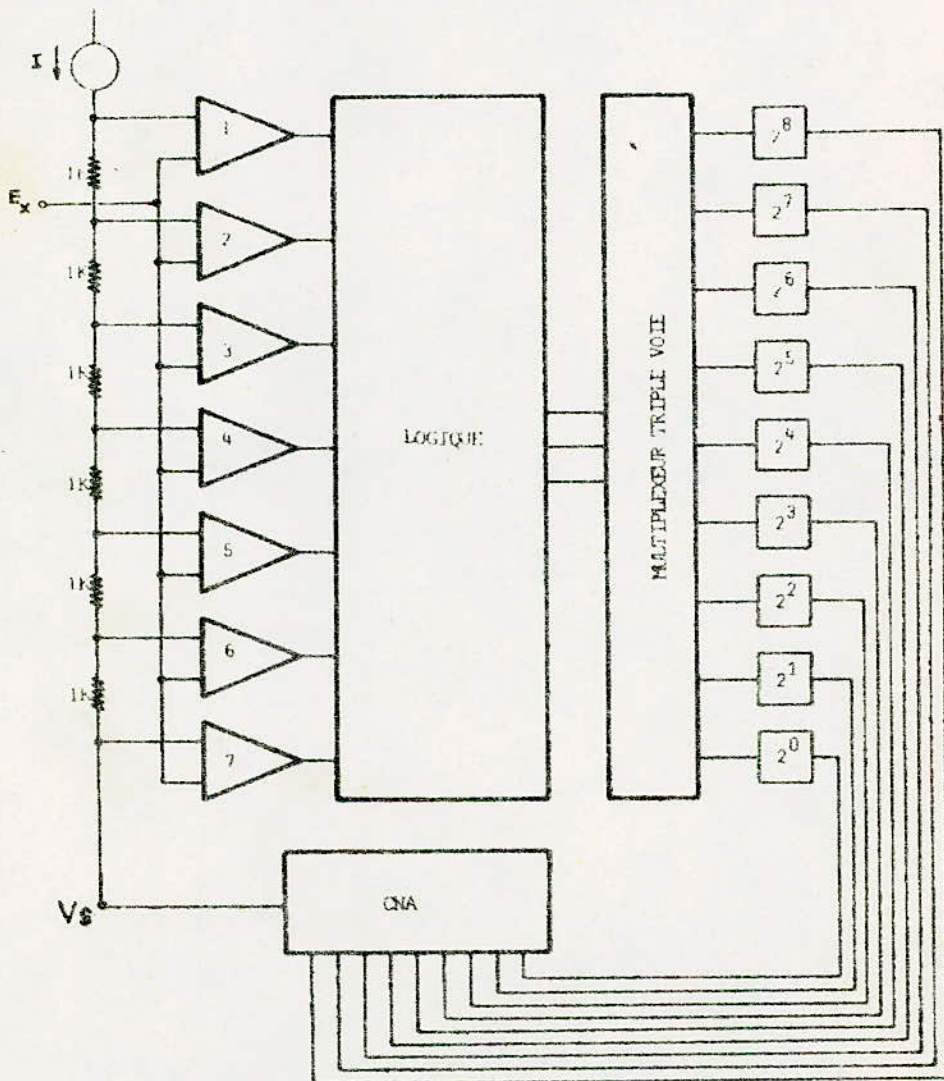 I
1
1K
Ex
2
1K
3
1K
4
1K
5
1K
6
1K
7
LOGIQUE
MULTIPLEXEUR TRIPLE VOIE
2^8
2^7
2^6
2^5
2^4
2^3
2^2
2^1
2^0
CNA
Vs